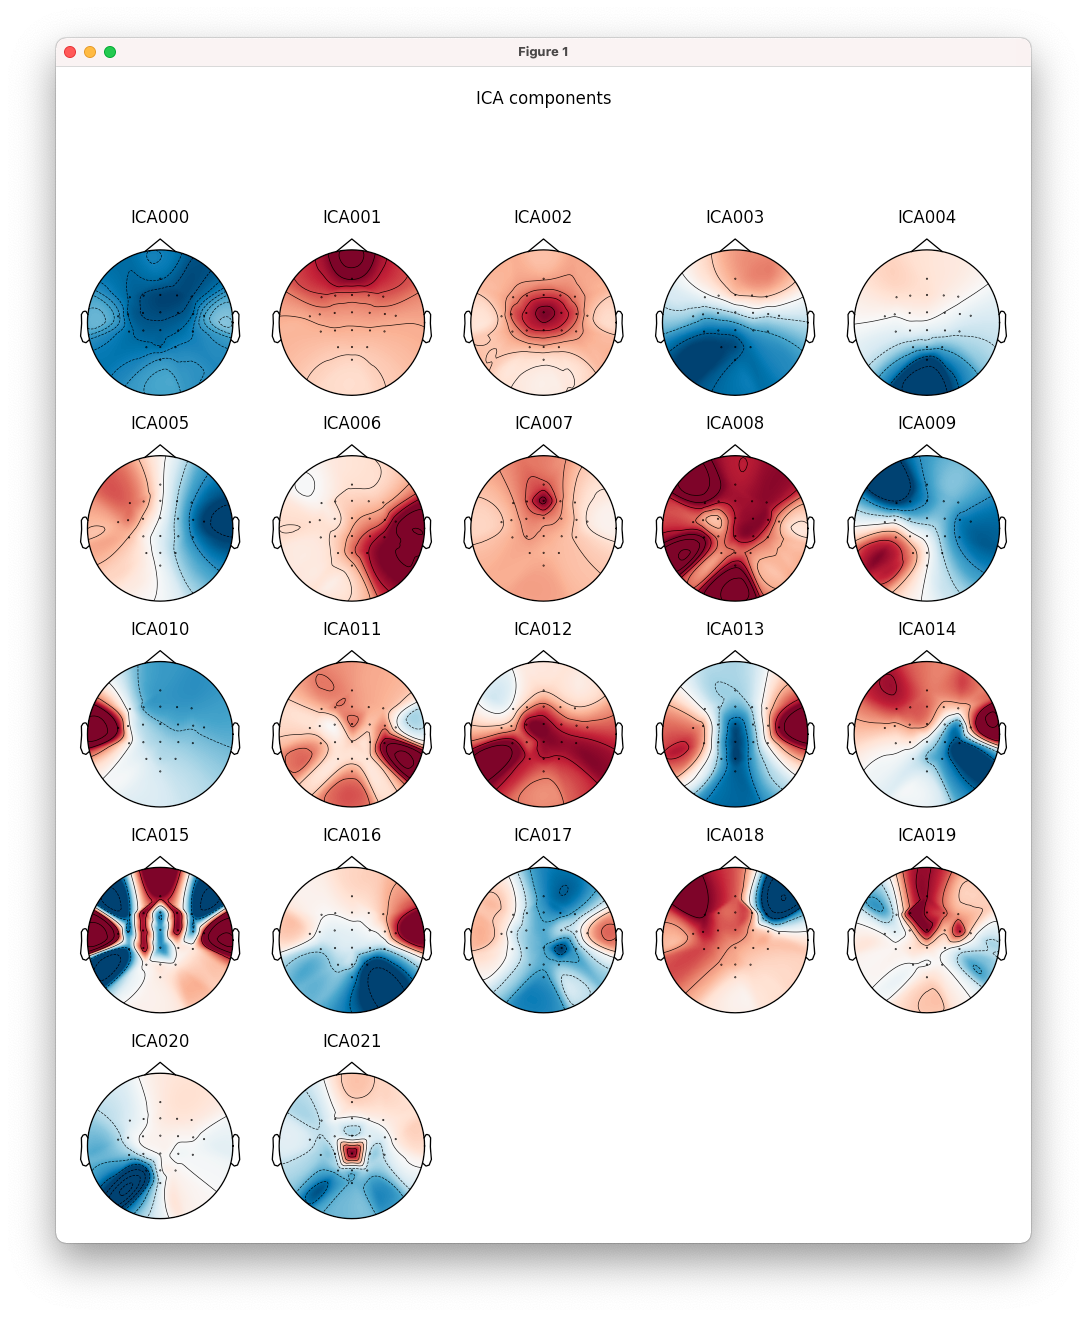 Figure 1
ICA components
ICA000 ICA001 ICA002 ICA003 ICA004
ICA005 ICA006 ICA007 ICA008 ICA009
ICA010 ICA011 ICA012 ICA013 ICA014
ICA015 ICA016 ICA017 ICA018 ICA019
ICA020 ICA021